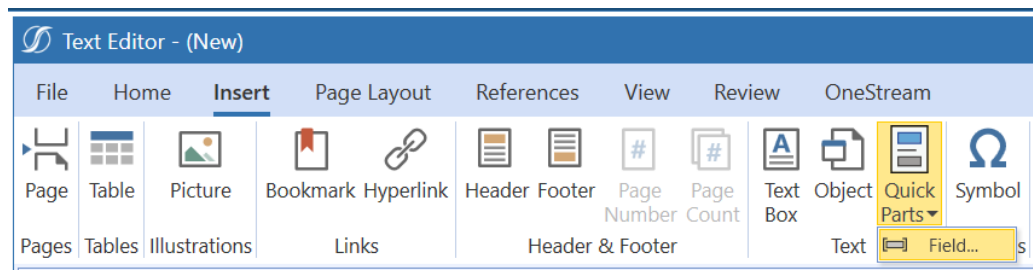 Text Editor - (New)
File Home Insert Page Layout References View Review OneStream
Page Table Picture Bookmark Hyperlink Header Footer Page Number Page Count Text Box Object Quick Parts Symbol
Pages Tables Illustrations Links Header & Footer Text
Field...